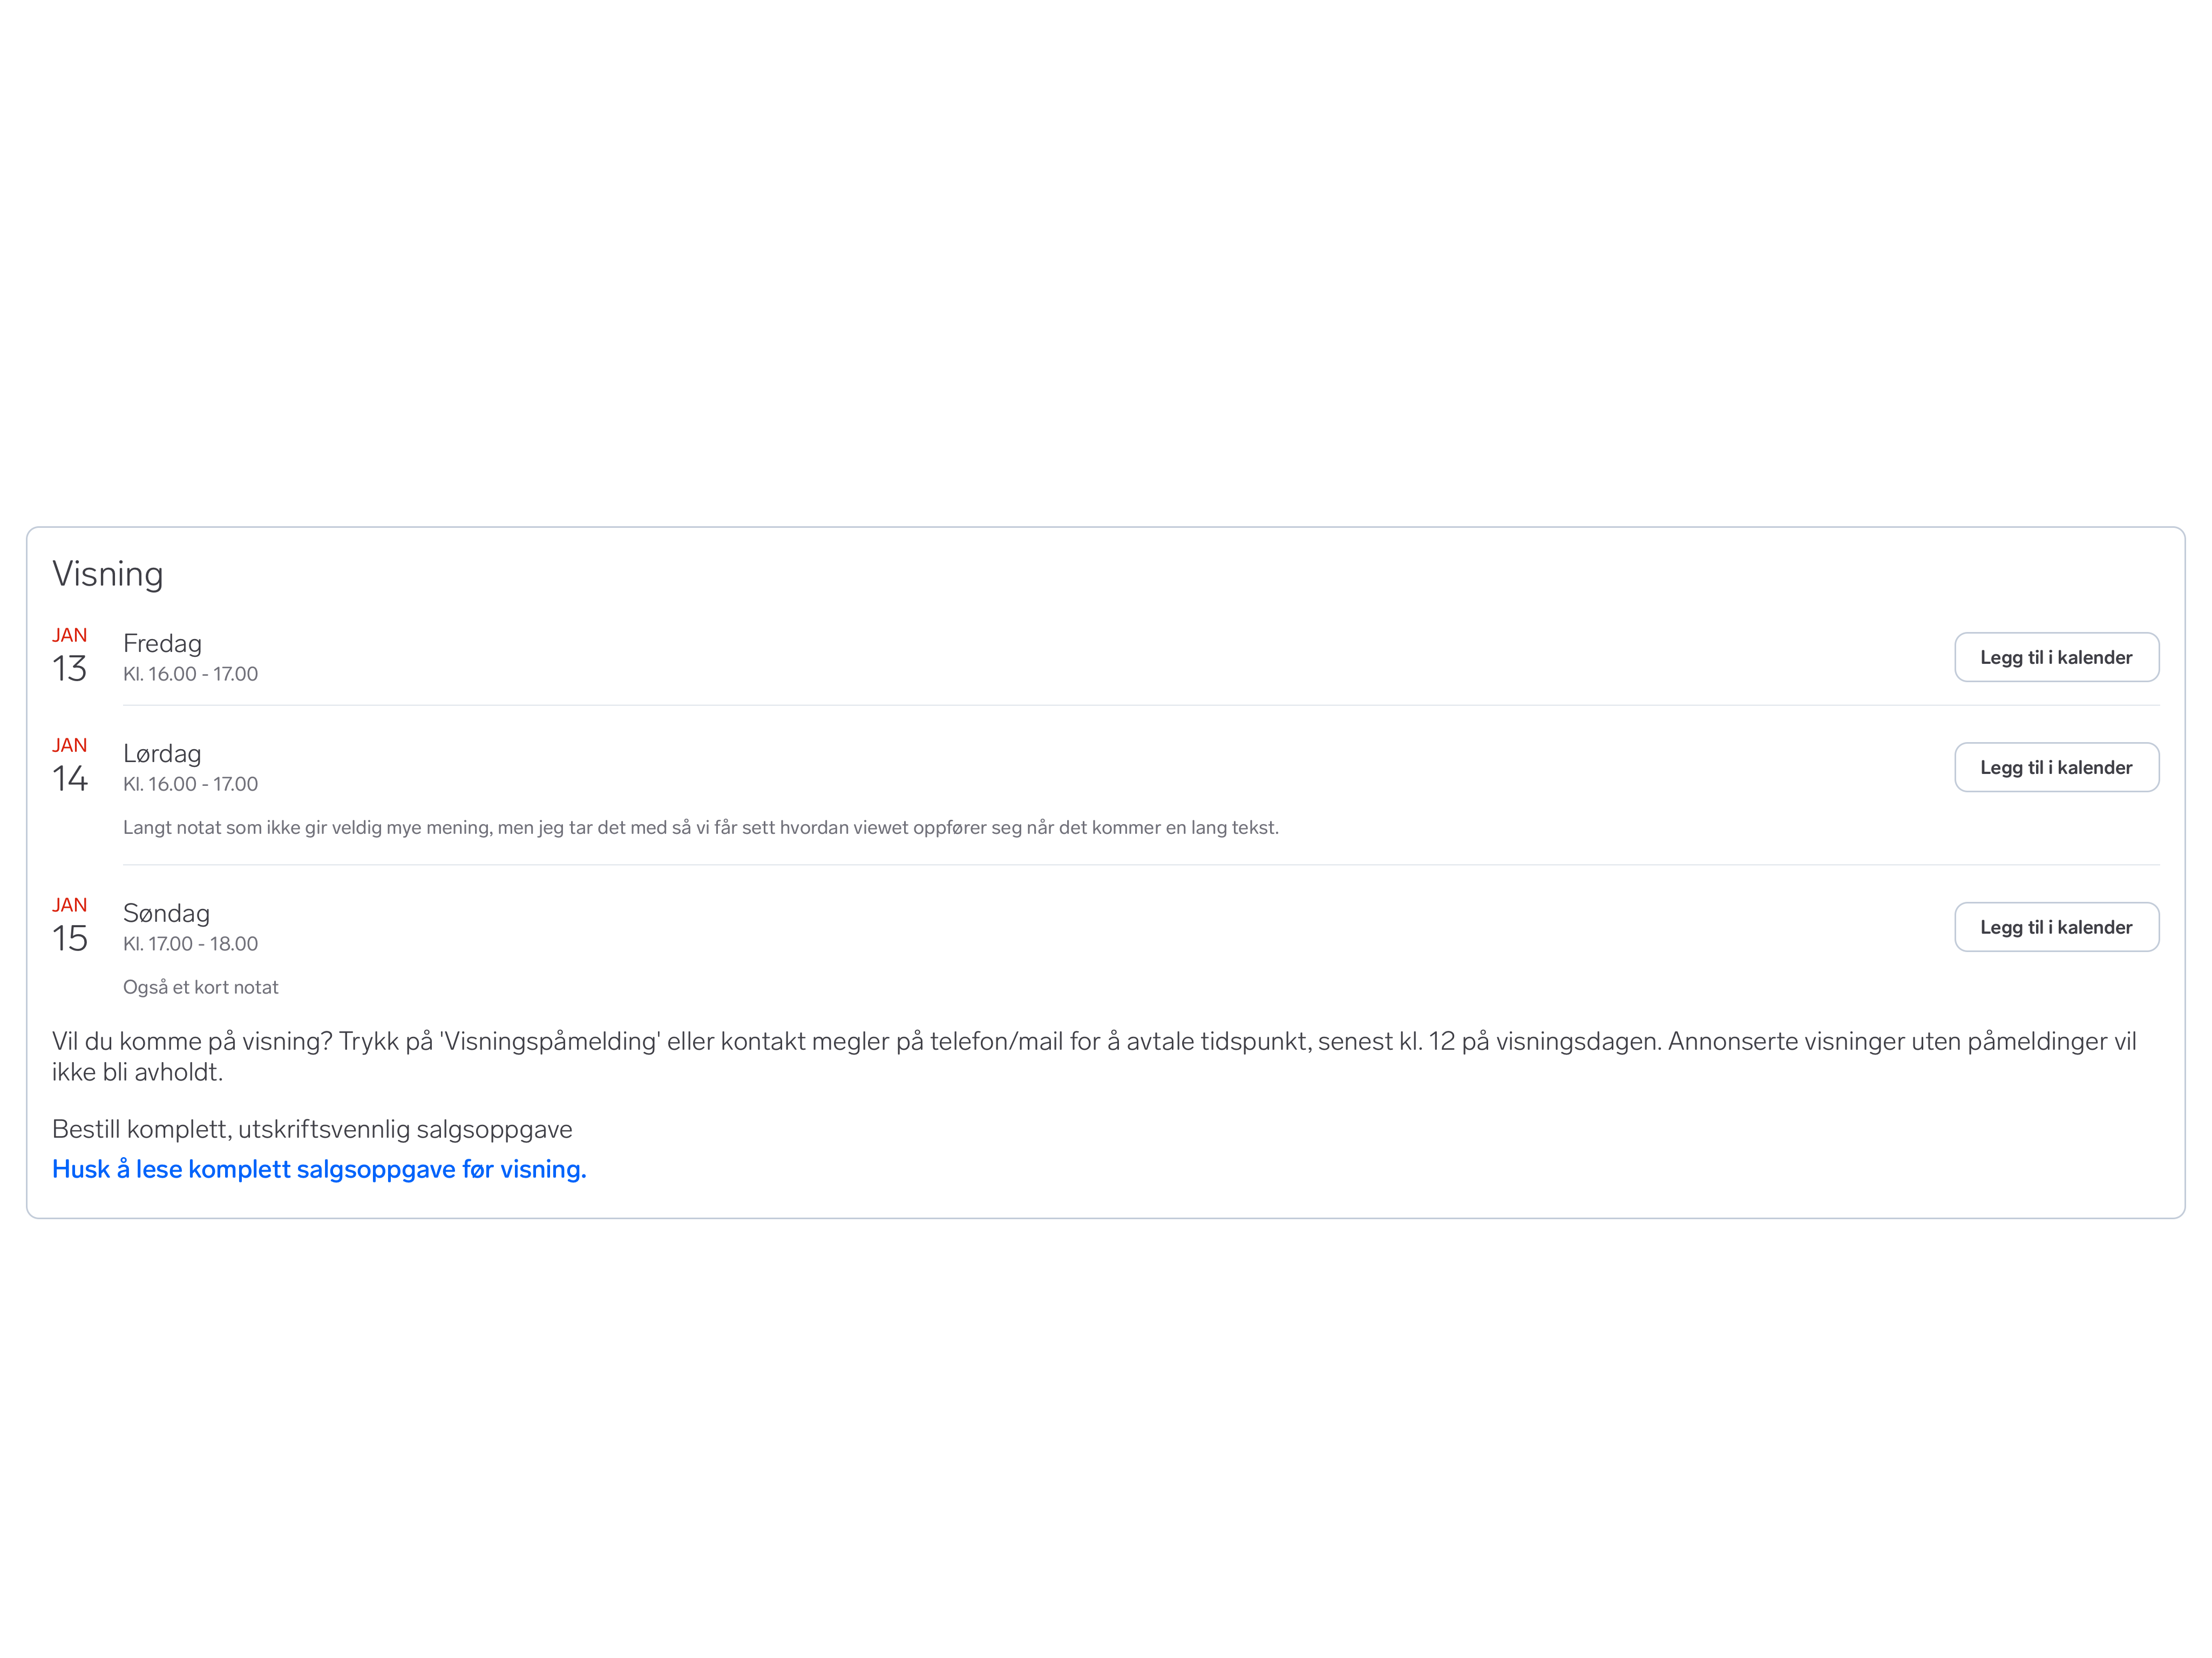 Visning
JAN
13
Fredag
Kl. 16.00 - 17.00
Legg til i kalender
JAN
14
Lørdag
Kl. 16.00 - 17.00
Legg til i kalender
Langt notat som ikke gir veldig mye mening, men jeg tar det med så vi får sett hvordan viewet oppfører seg når det kommer en lang tekst.
JAN
15
Søndag
Kl. 17.00 - 18.00
Legg til i kalender
Også et kort notat
Vil du komme på visning? Trykk på 'Visningspåmelding' eller kontakt megler på telefon/mail for å avtale tidspunkt, senest kl. 12 på visningsdagen. Annonserte visninger uten påmeldinger vil
ikke bli avholdt.
Bestill komplett, utskriftsvennlig salgsoppgave
Husk å lese komplett salgsoppgave før visning.